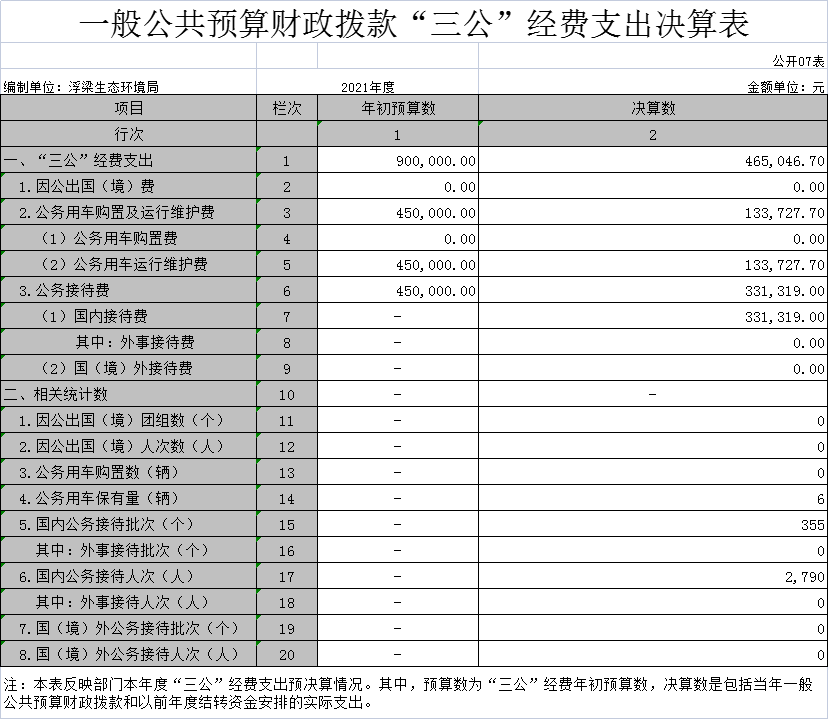 一般公共预算财政拨款“三公”经费支出决算表
公开07表
编制单位：浮梁生态环境局 2021年度 金额单位：元
项目 栏次 年初预算数 决算数
行次 1 2
一、“三公”经费支出 1 900,000.00 465,046.70
1.因公出国（境）费 2 0.00 0.00
2.公务用车购置及运行维护费 3 450,000.00 133,727.70
（1）公务用车购置费 4 0.00 0.00
（2）公务用车运行维护费 5 450,000.00 133,727.70
3.公务接待费 6 450,000.00 331,319.00
（1）国内接待费 7 - 331,319.00
其中：外事接待费 8 - 0.00
（2）国（境）外接待费 9 - 0.00
二、相关统计数 10 - -
1.因公出国（境）团组数（个） 11 - 0
2.因公出国（境）人次数（人） 12 - 0
3.公务用车购置数（辆） 13 - 0
4.公务用车保有量（辆） 14 - 6
5.国内公务接待批次（个） 15 - 355
其中：外事接待批次（个） 16 - 0
6.国内公务接待人次（人） 17 - 2,790
其中：外事接待人次（人） 18 - 0
7.国（境）外公务接待批次（个） 19 - 0
8.国（境）外公务接待人次（人） 20 - 0
注：本表反映部门本年度“三公”经费支出预决算情况。其中，预算数为“三公”经费年初预算数，决算数是包括当年一般
公共预算财政拨款和以前年度结转资金安排的实际支出。